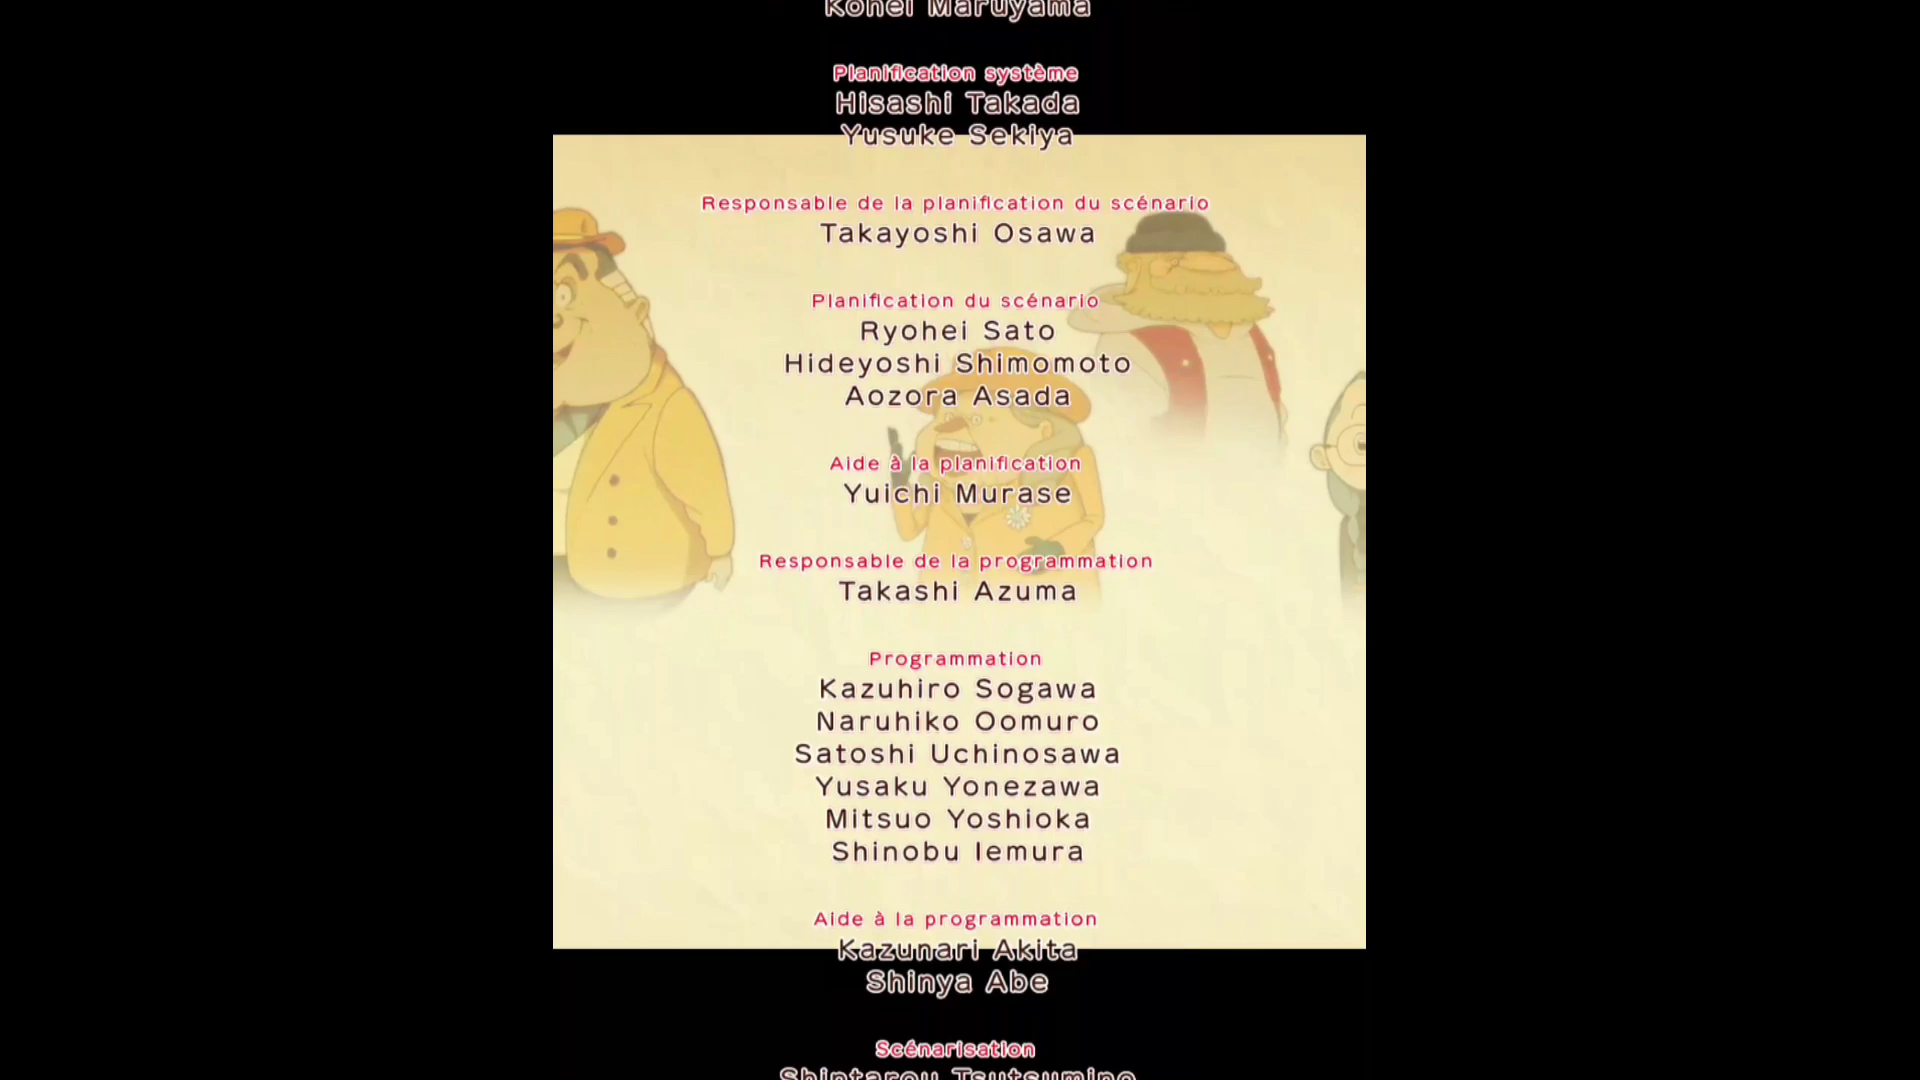 Kohei Maruyama
Planification système
Hisashi Takada
Yusuke Sekiya
Responsable de la planification du scénario
Takayoshi Osawa
Planification du scénario
Ryohei Sato
Hideyoshi Shimomoto
Aozora Asada
Aide à la planification
Yuichi Murase
Responsable de la programmation
Takashi Azuma
Programmation
Kazuhiro Sogawa
Naruhiko Oomuro
Satoshi Uchinosawa
Yusaku Yonezawa
Mitsuo Yoshioka
Shinobu Iemura
Aide à la programmation
Kazunari Akita
Shinya Abe
Scénarisation
Shintarou Tsutsumino